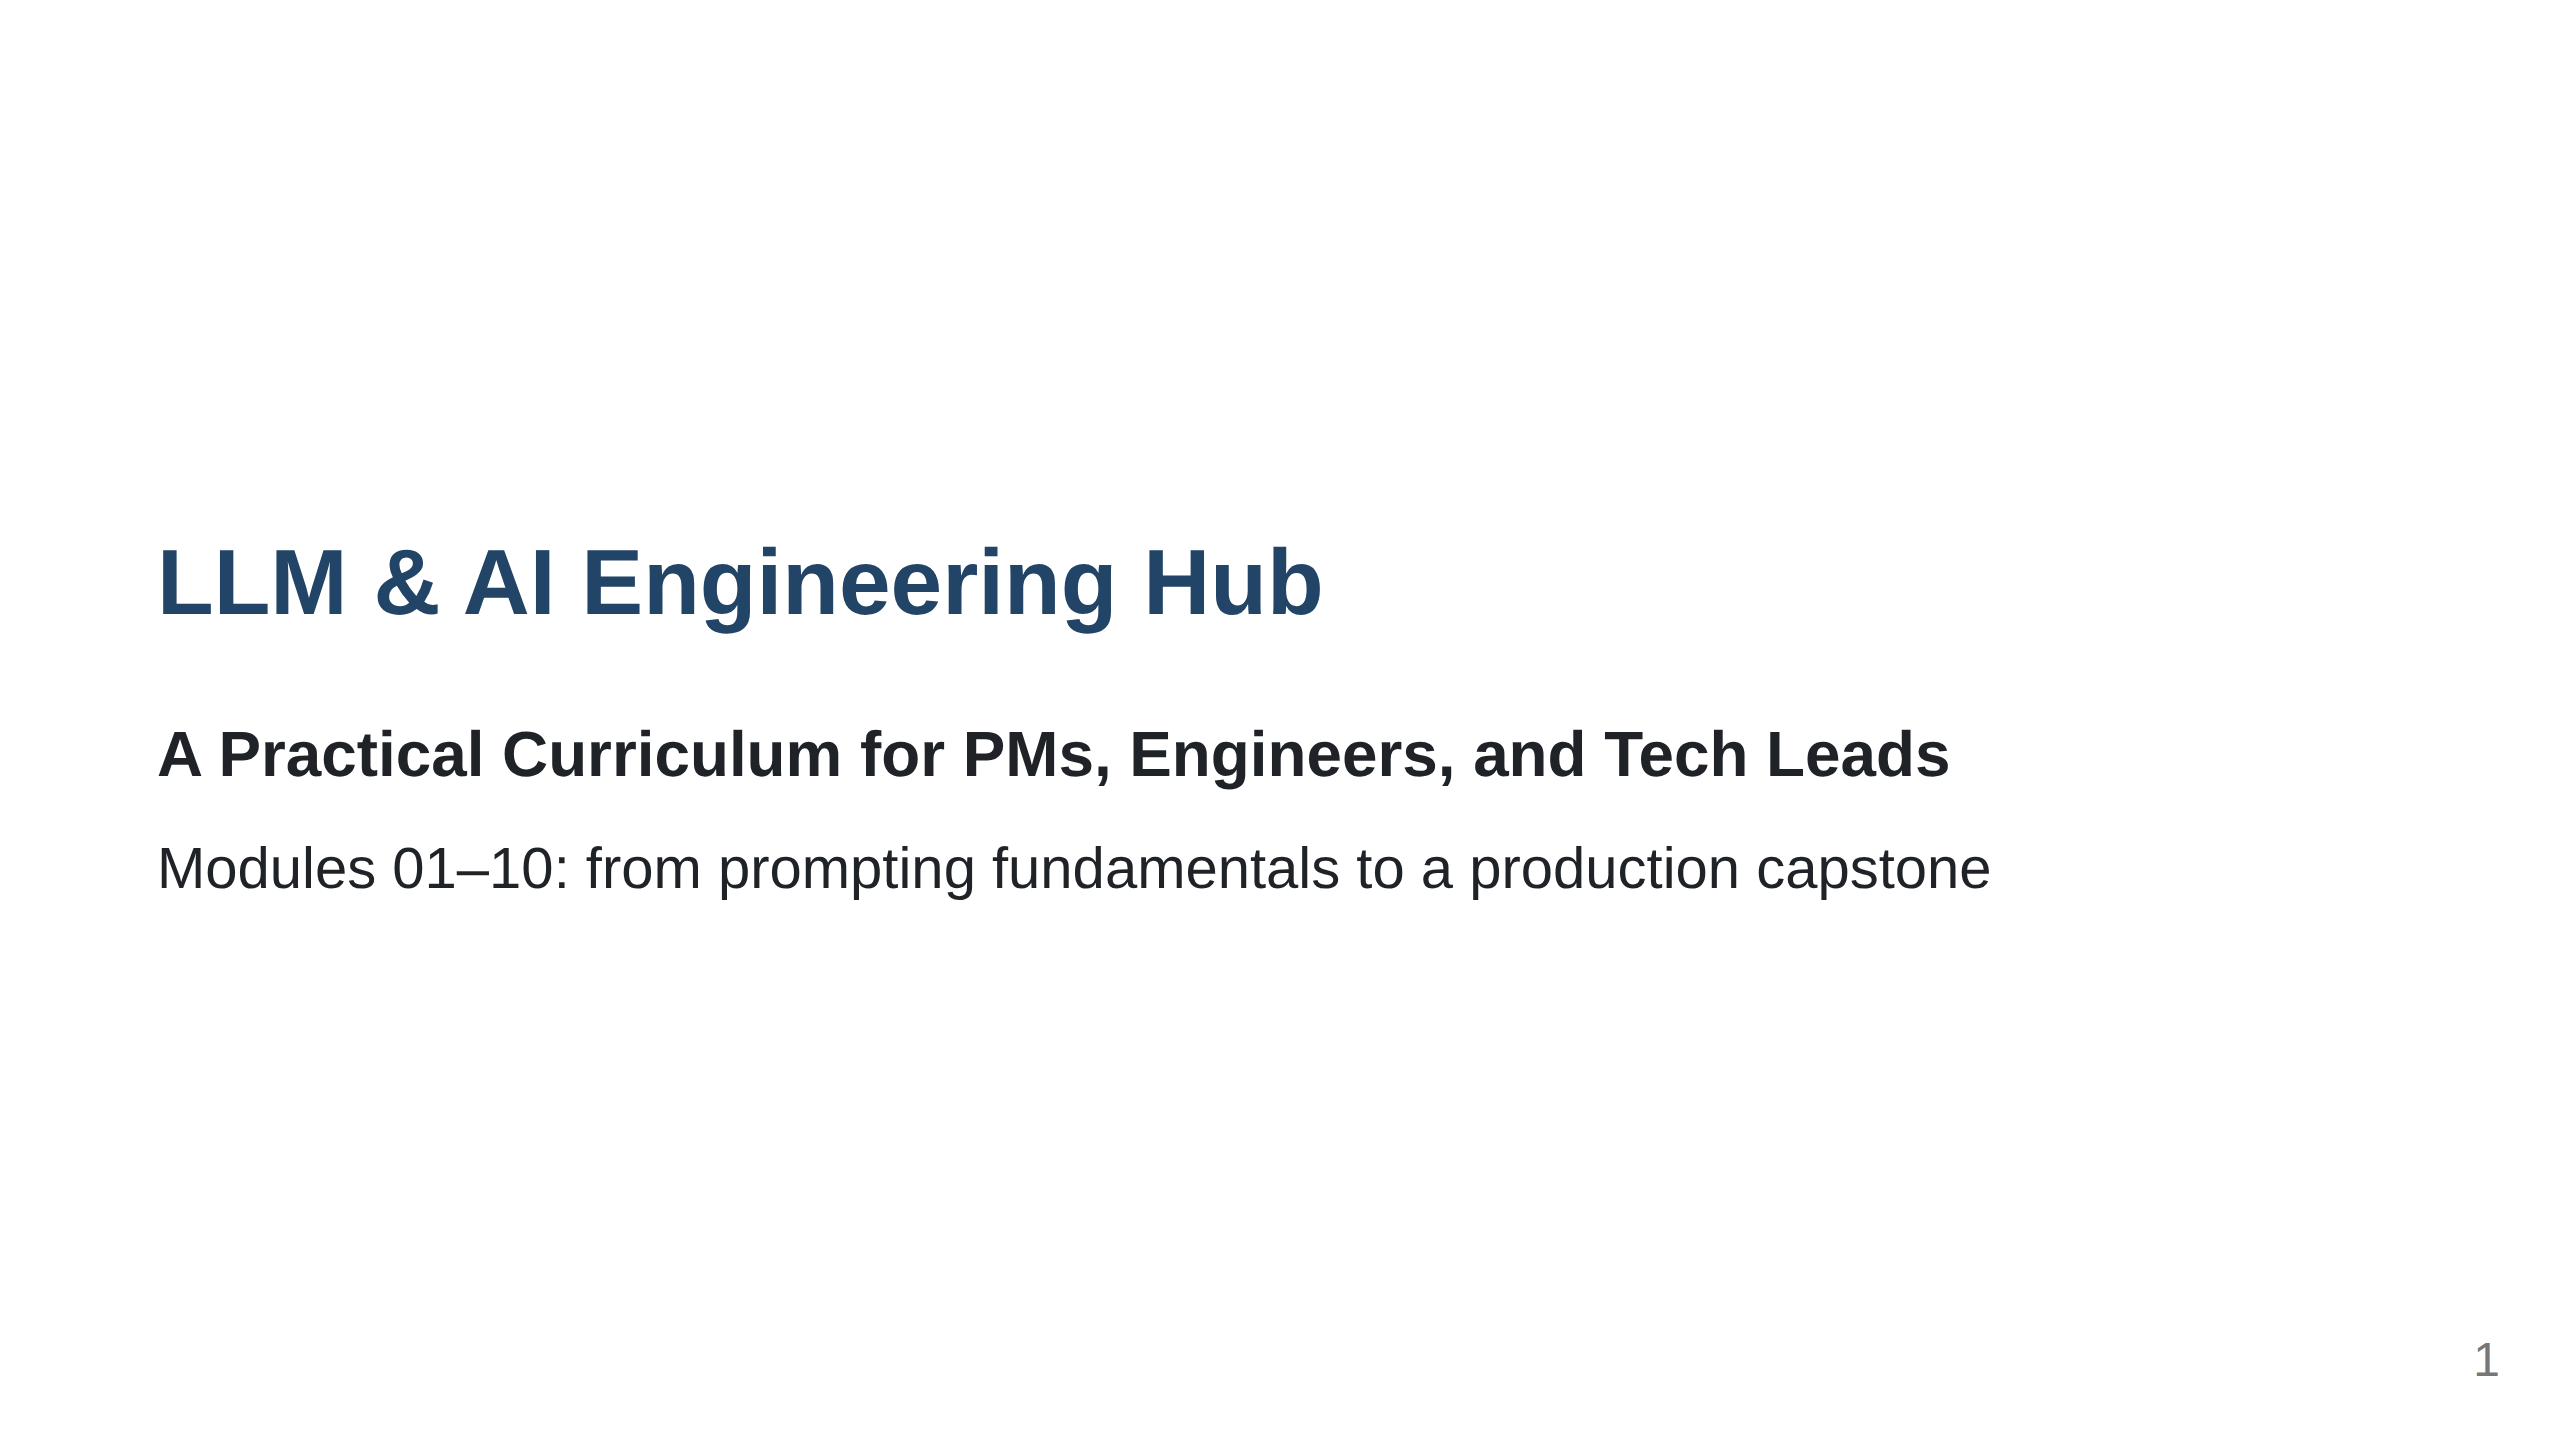 LLM & AI Engineering Hub
A Practical Curriculum for PMs, Engineers, and Tech Leads
Modules 01–10: from prompting fundamentals to a production capstone
1